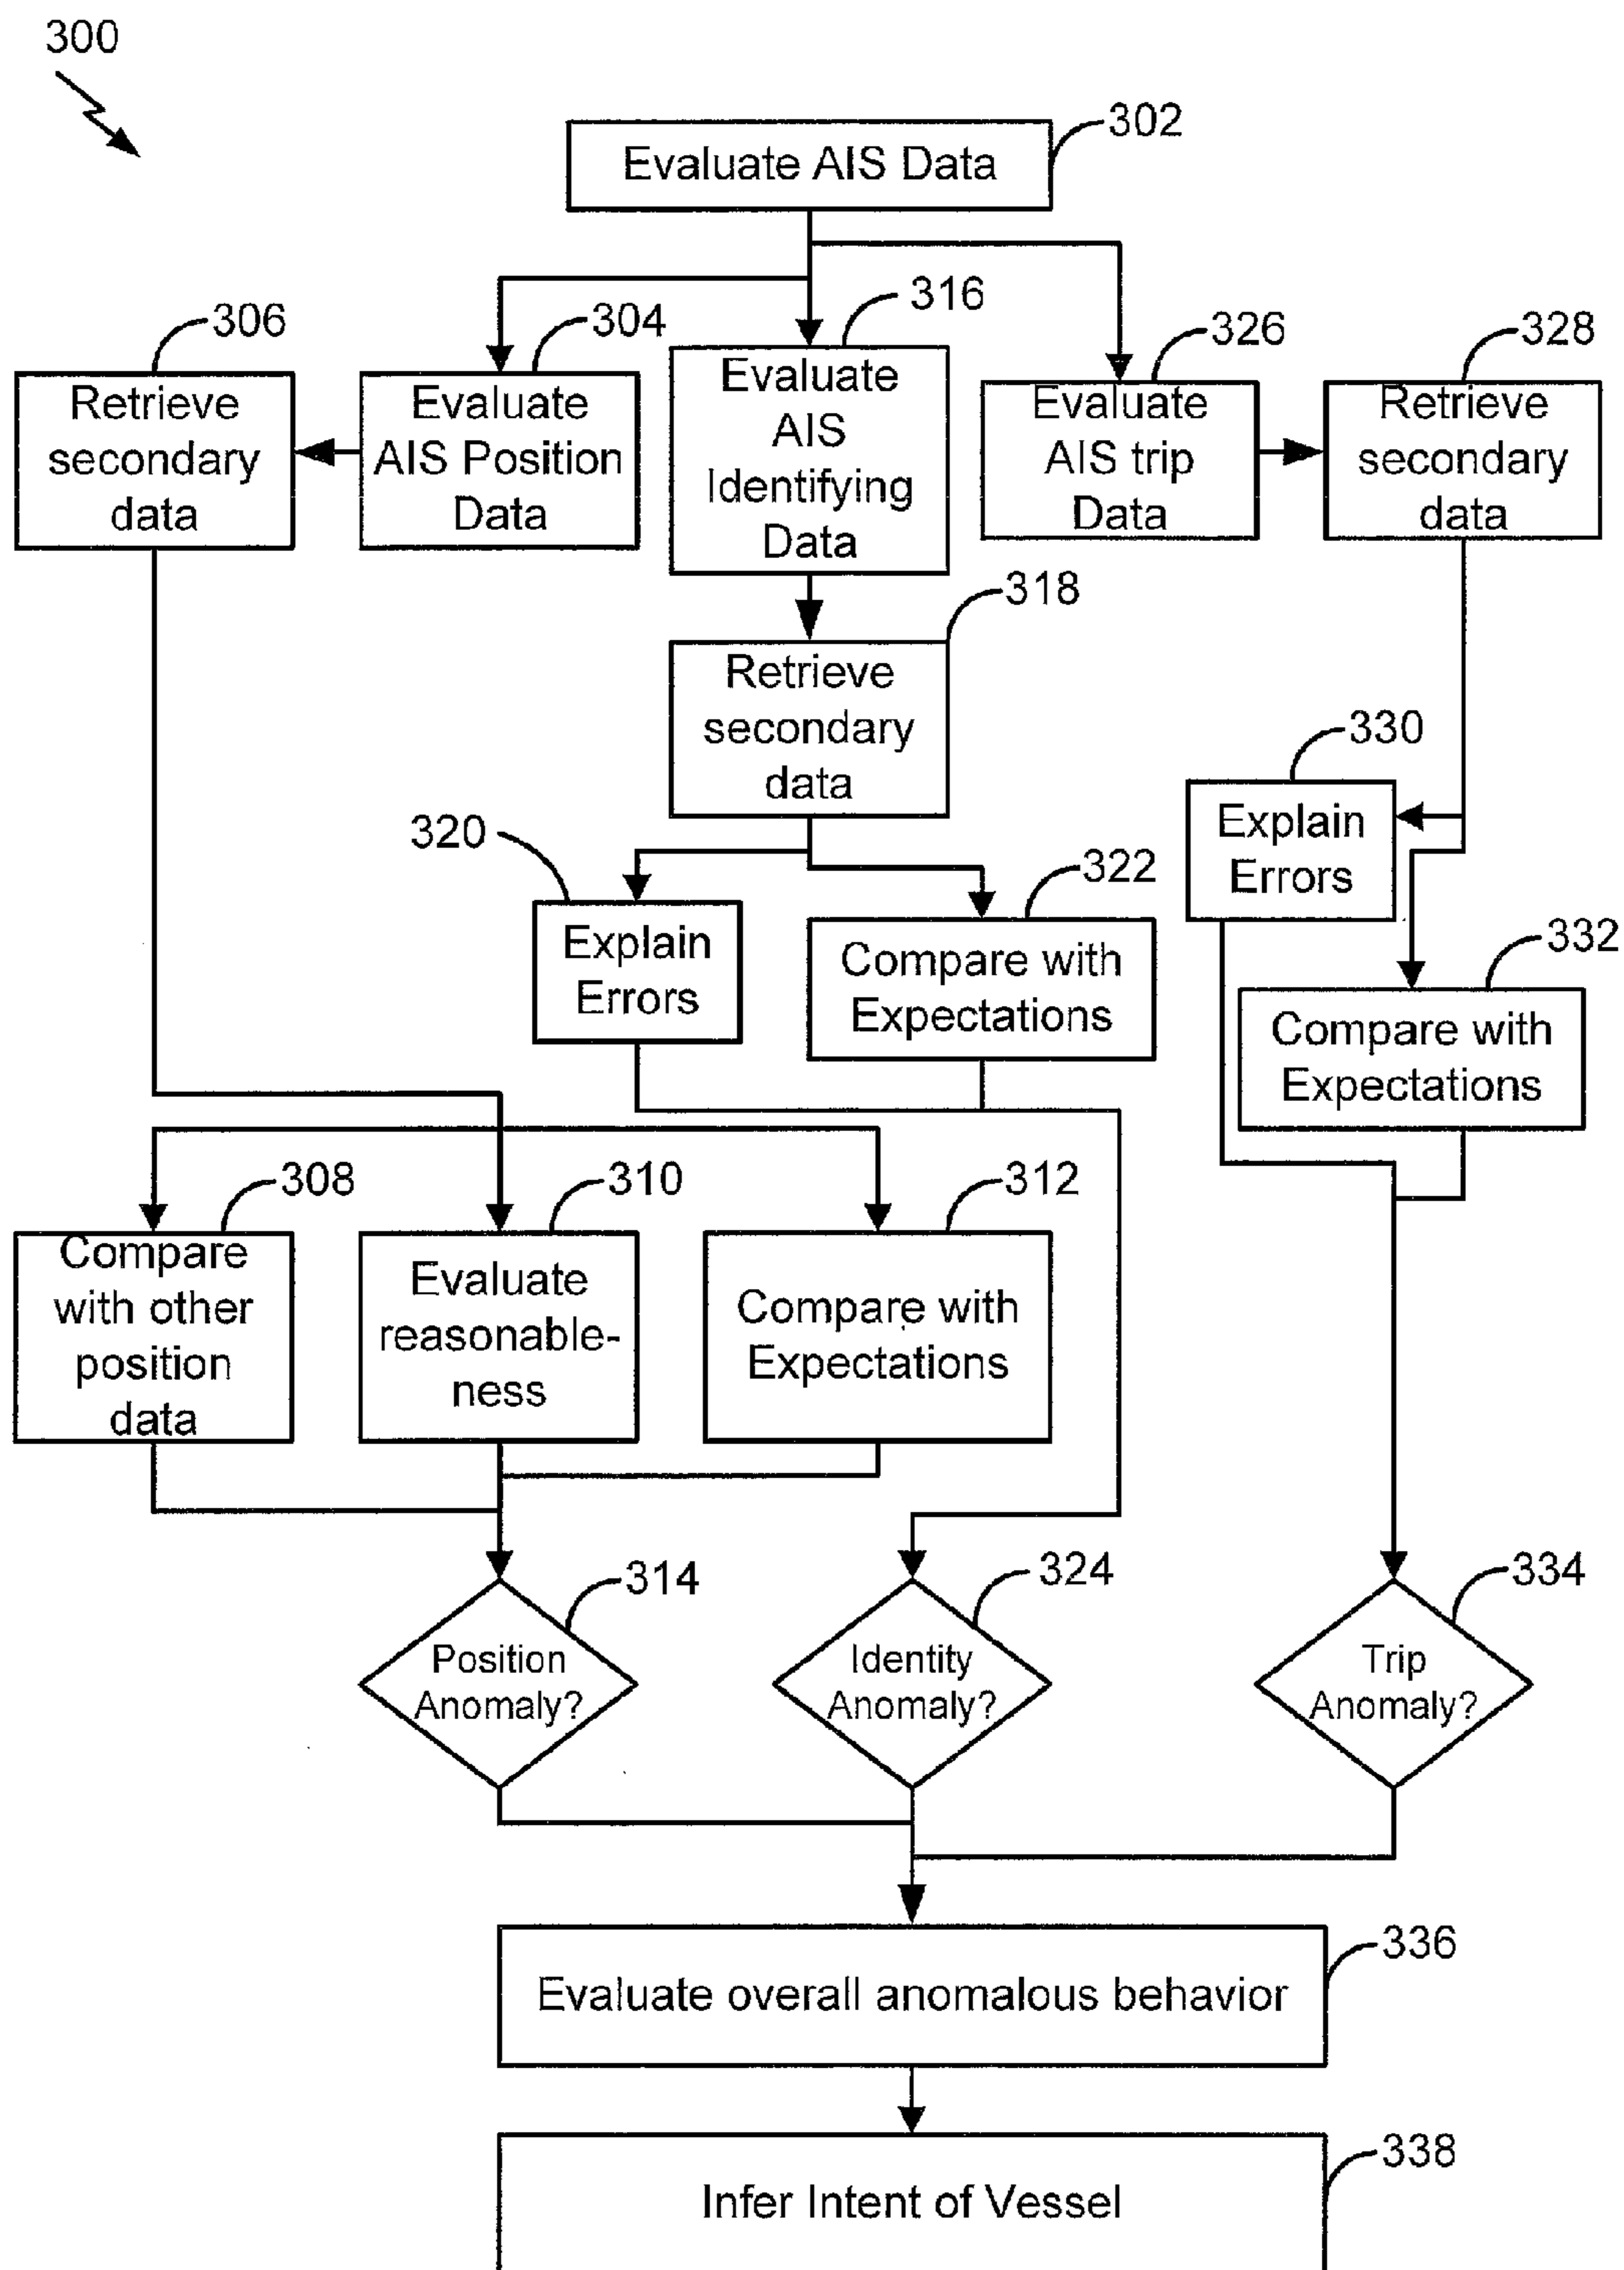 300
302
Evaluate AIS Data
306
304
316
326
328
Retrieve
secondary
data
Evaluate
AIS Position
Data
Evaluate
AIS
Identifying
Data
Evaluate
AIS trip
Data
Retrieve
secondary
data
318
Retrieve
secondary
data
330
Explain
Errors
320
322
Explain
Errors
Compare with
Expectations
332
Compare with
Expectations
308
310
312
Compare
with other
position
data
Evaluate
reasonable-
ness
Compare with
Expectations
314
324
334
Position
Anomaly?
Identity
Anomaly?
Trip
Anomaly?
336
Evaluate overall anomalous behavior
338
Infer Intent of Vessel